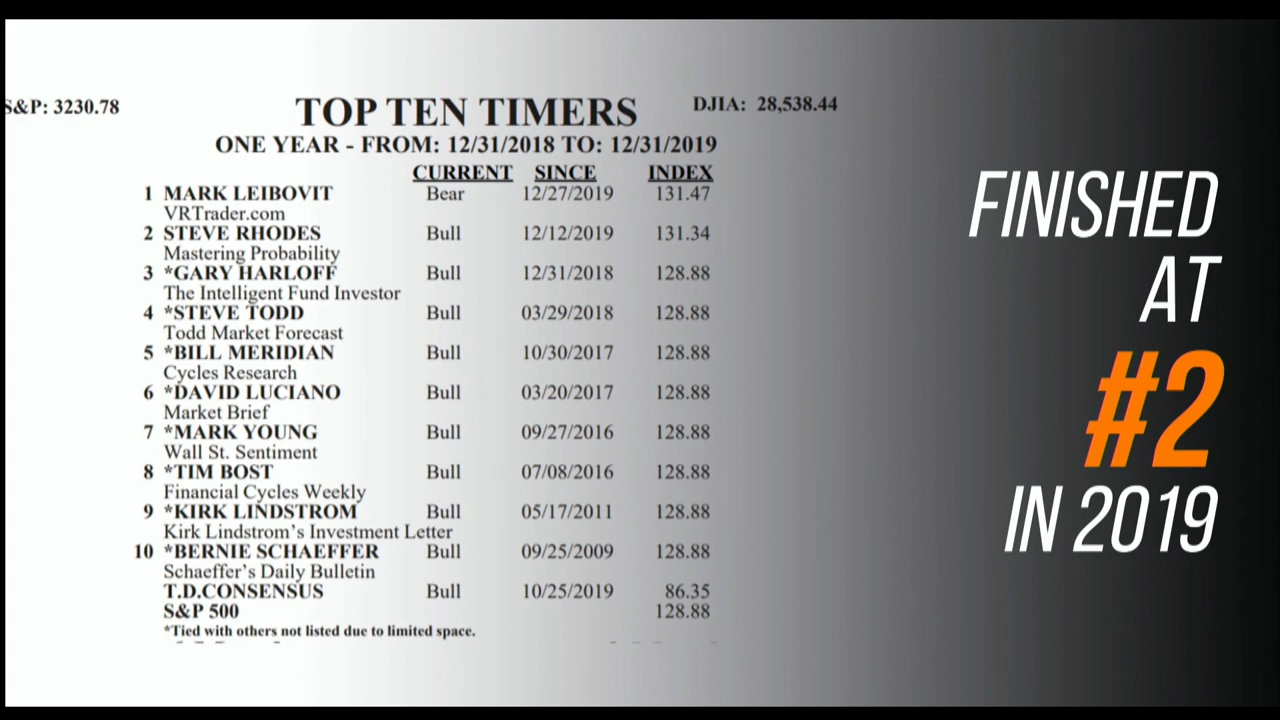 S&P: 3230.78
TOP TEN TIMERS
DJIA: 28,538.44
ONE YEAR - FROM: 12/31/2018 TO: 12/31/2019
CURRENT SINCE INDEX
1 MARK LEIBOVIT Bear 12/27/2019 131.47
VRTrader.com
2 STEVE RHODES Bull 12/12/2019 131.34
Mastering Probability
3 *GARY HARLOFF Bull 12/31/2018 128.88
The Intelligent Fund Investor
4 *STEVE TODD Bull 03/29/2018 128.88
Todd Market Forecast
5 *BILL MERIDIAN Bull 10/30/2017 128.88
Cycles Research
6 *DAVID LUCIANO Bull 03/20/2017 128.88
Market Brief
7 *MARK YOUNG Bull 09/27/2016 128.88
Wall St. Sentiment
8 *TIM BOST Bull 07/08/2016 128.88
Financial Cycles Weekly
9 *KIRK LINDSTROM Bull 05/17/2011 128.88
Kirk Lindstrom's Investment Letter
10 *BERNIE SCHAEFFER Bull 09/25/2009 128.88
Schaeffer's Daily Bulletin
T.D.CONSENSUS Bull 10/25/2019 86.35
S&P 500 128.88
*Tied with others not listed due to limited space.
FINISHED
AT
#2
IN 2019